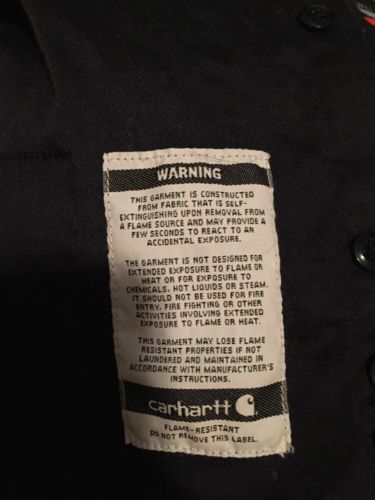 WARNING
THIS GARMENT IS CONSTRUCTED
FROM FABRIC THAT IS SELF-
EXTINGUISHING UPON REMOVAL FROM
A FLAME SOURCE AND MAY PROVIDE A
FEW SECONDS TO REACT TO AN
ACCIDENTAL EXPOSURE.
THE GARMENT IS NOT DESIGNED FOR
EXTENDED EXPOSURE TO FLAME OR
HEAT OR FOR EXPOSURE TO
CHEMICALS, HOT LIQUIDS OR STEAM.
IT SHOULD NOT BE USED FOR FIRE
ENTRY, FIRE FIGHTING OR OTHER
ACTIVITIES INVOLVING EXTENDED
EXPOSURE TO FLAME OR HEAT.
THIS GARMENT MAY LOSE FLAME
RESISTANT PROPERTIES IF NOT
LAUNDERED AND MAINTAINED IN
ACCORDANCE WITH MANUFACTURER'S
INSTRUCTIONS.
carhartt
FLAME-RESISTANT
DO NOT REMOVE THIS LABEL.